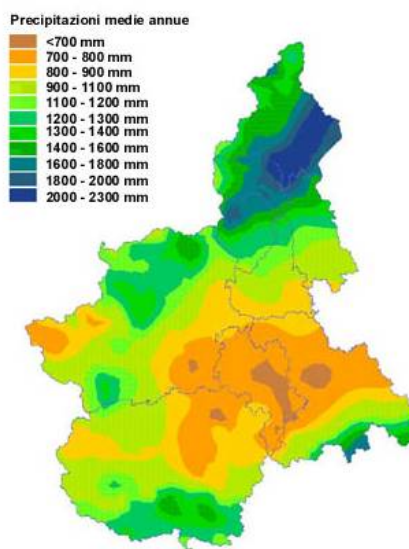 Precipitazioni medie annue
<700 mm
700 - 800 mm
800 - 900 mm
900 - 1100 mm
1100 - 1200 mm
1200 - 1300 mm
1300 - 1400 mm
1400 - 1600 mm
1600 - 1800 mm
1800 - 2000 mm
2000 - 2300 mm